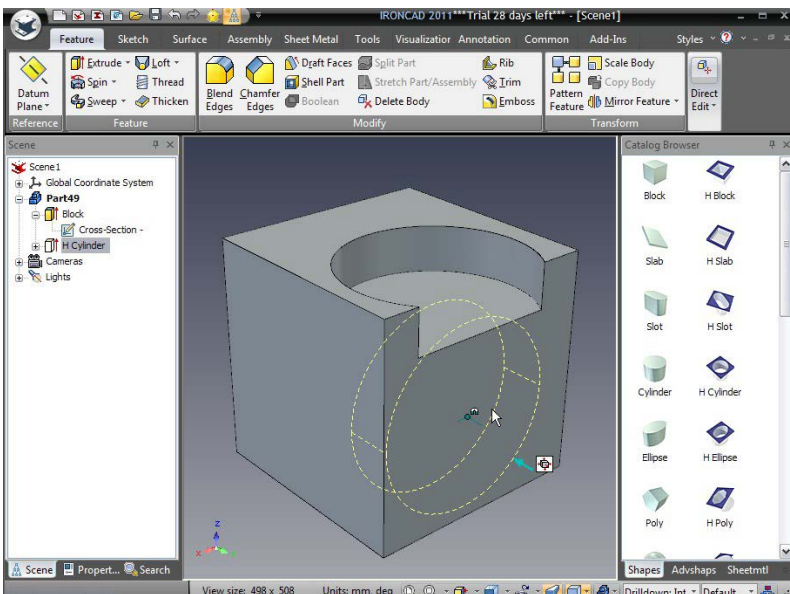 IRONCAD 2011***Trial 28 days left*** - [Scene1]
Feature Sketch Surface Assembly Sheet Metal Tools Visualizatior Annotation Common Add-Ins Styles
Datum Plane
Extrude Loft
Spin Thread
Sweep Thicken
Blend Edges
Chamfer Edges
Draft Faces Split Part Rib
Shell Part Stretch Part/Assembly Trim
Boolean Delete Body Emboss
Pattern Feature
Scale Body
Copy Body
Mirror Feature
Direct Edit
Reference Feature Modify Transform
Scene
Scene1
Global Coordinate System
Part49
Block
Cross-Section -
H Cylinder
Cameras
Lights
z
x
Scene Propert... Search
Catalog Browser
Block H Block
Slab H Slab
Slot H Slot
Cylinder H Cylinder
Ellipse H Ellipse
Poly H Poly
Shapes Advshaps Sheetmtl
View size: 498 x 508 Units: mm, deg Drilldown: Int Default